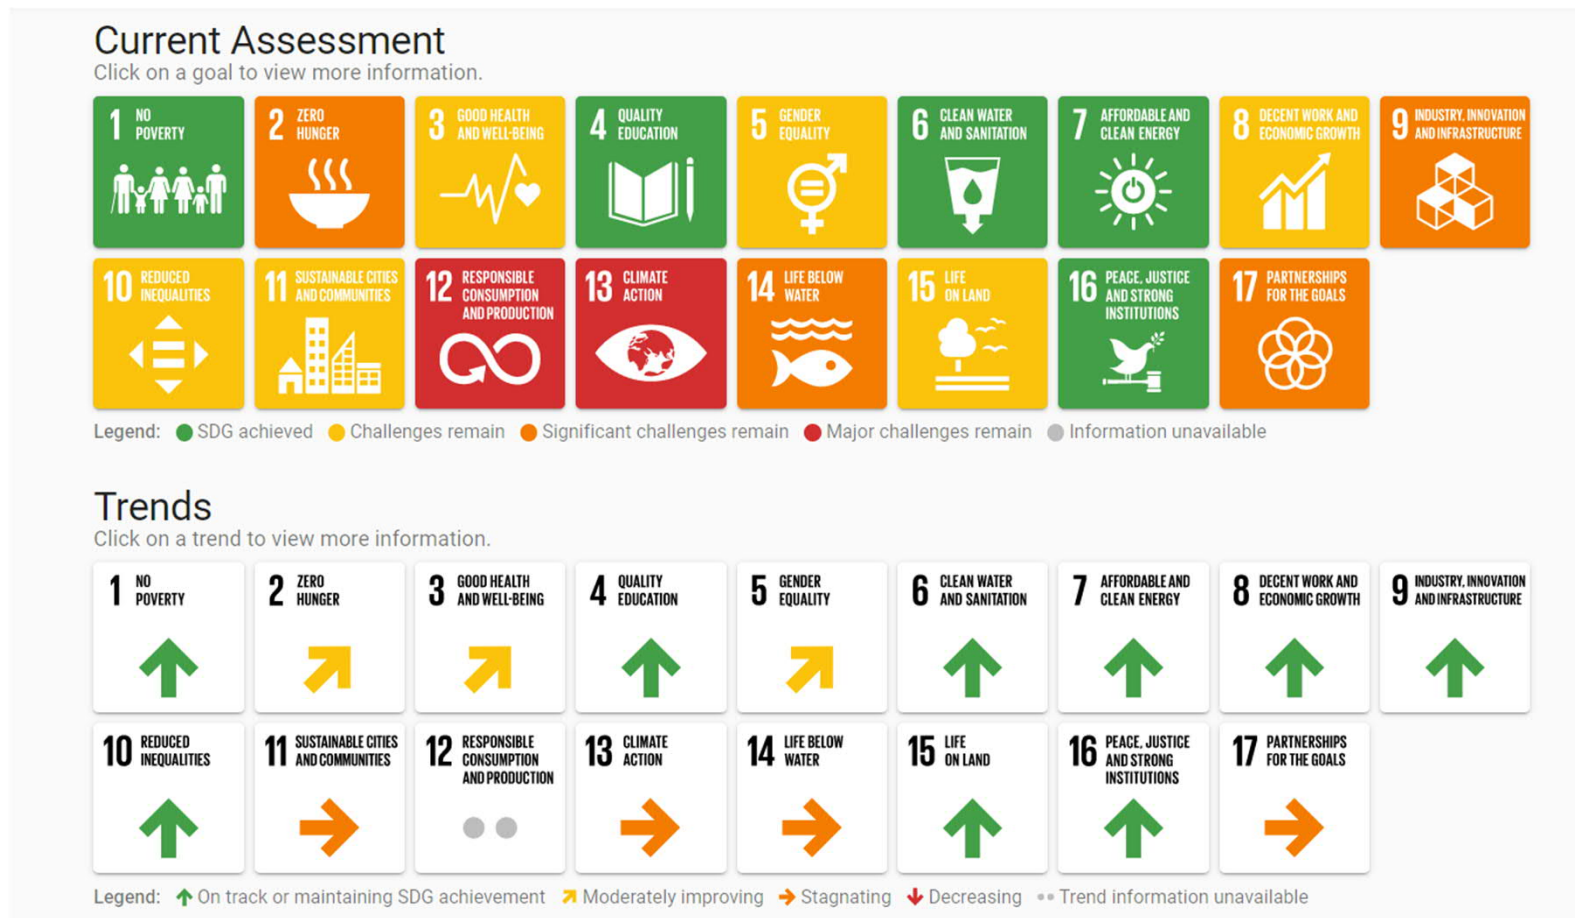 Current Assessment
Click on a goal to view more information.
1 NO
POVERTY
2 ZERO
HUNGER
3 GOOD HEALTH
AND WELL-BEING
4 QUALITY
EDUCATION
5 GENDER
EQUALITY
6 CLEAN WATER
AND SANITATION
7 AFFORDABLE AND
CLEAN ENERGY
8 DECENT WORK AND
ECONOMIC GROWTH
9 INDUSTRY, INNOVATION
AND INFRASTRUCTURE
10 REDUCED
INEQUALITIES
11 SUSTAINABLE CITIES
AND COMMUNITIES
12 RESPONSIBLE
CONSUMPTION
AND PRODUCTION
13 CLIMATE
ACTION
14 LIFE BELOW
WATER
15 LIFE
ON LAND
16 PEACE, JUSTICE
AND STRONG
INSTITUTIONS
17 PARTNERSHIPS
FOR THE GOALS
Legend: SDG achieved Challenges remain Significant challenges remain Major challenges remain Information unavailable
Trends
Click on a trend to view more information.
1 NO
POVERTY
2 ZERO
HUNGER
3 GOOD HEALTH
AND WELL-BEING
4 QUALITY
EDUCATION
5 GENDER
EQUALITY
6 CLEAN WATER
AND SANITATION
7 AFFORDABLE AND
CLEAN ENERGY
8 DECENT WORK AND
ECONOMIC GROWTH
9 INDUSTRY, INNOVATION
AND INFRASTRUCTURE
10 REDUCED
INEQUALITIES
11 SUSTAINABLE CITIES
AND COMMUNITIES
12 RESPONSIBLE
CONSUMPTION
AND PRODUCTION
13 CLIMATE
ACTION
14 LIFE BELOW
WATER
15 LIFE
ON LAND
16 PEACE, JUSTICE
AND STRONG
INSTITUTIONS
17 PARTNERSHIPS
FOR THE GOALS
Legend: On track or maintaining SDG achievement Moderately improving Stagnating Decreasing Trend information unavailable